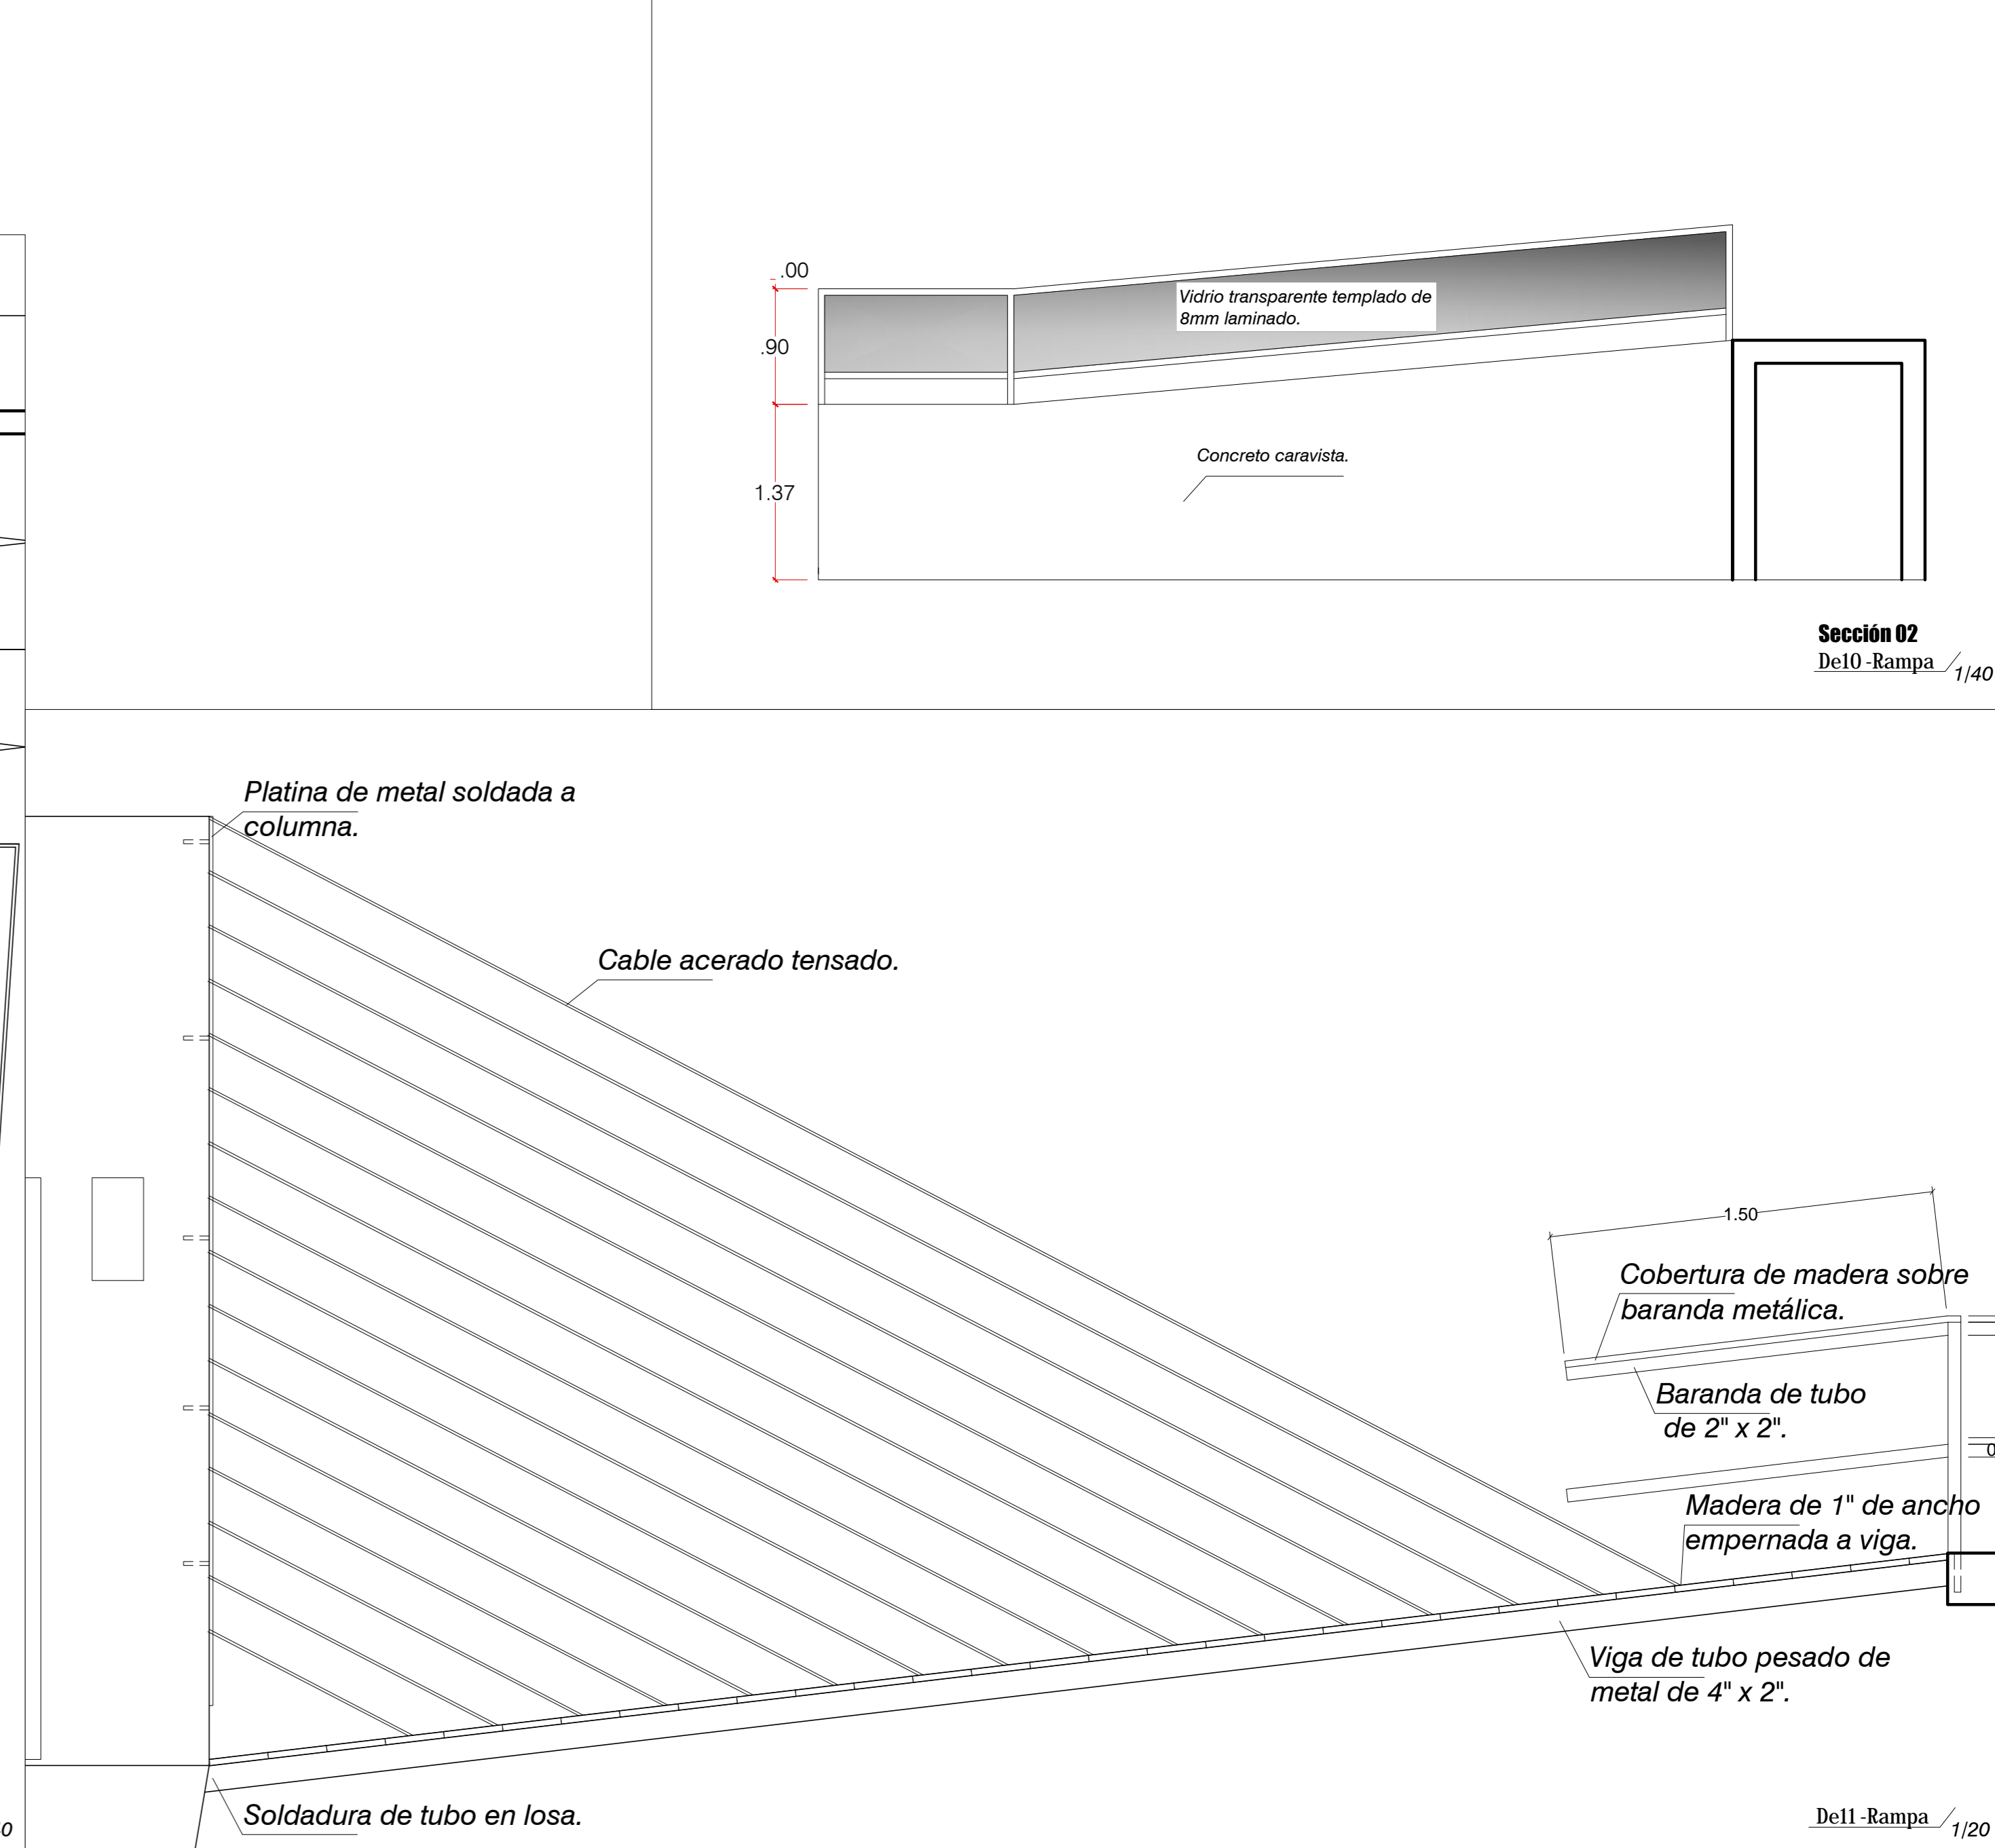 .00
Vidrio transparente templado de
8mm laminado.
.90
Concreto caravista.
1.37
Sección 02
De10 -Rampa
1/40
Platina de metal soldada a
columna.
Cable acerado tensado.
1.50
Cobertura de madera sobre
baranda metálica.
Baranda de tubo
de 2" x 2".
Madera de 1" de ancho
empernada a viga.
Viga de tubo pesado de
metal de 4" x 2".
Soldadura de tubo en losa.
De11 -Rampa
1/20